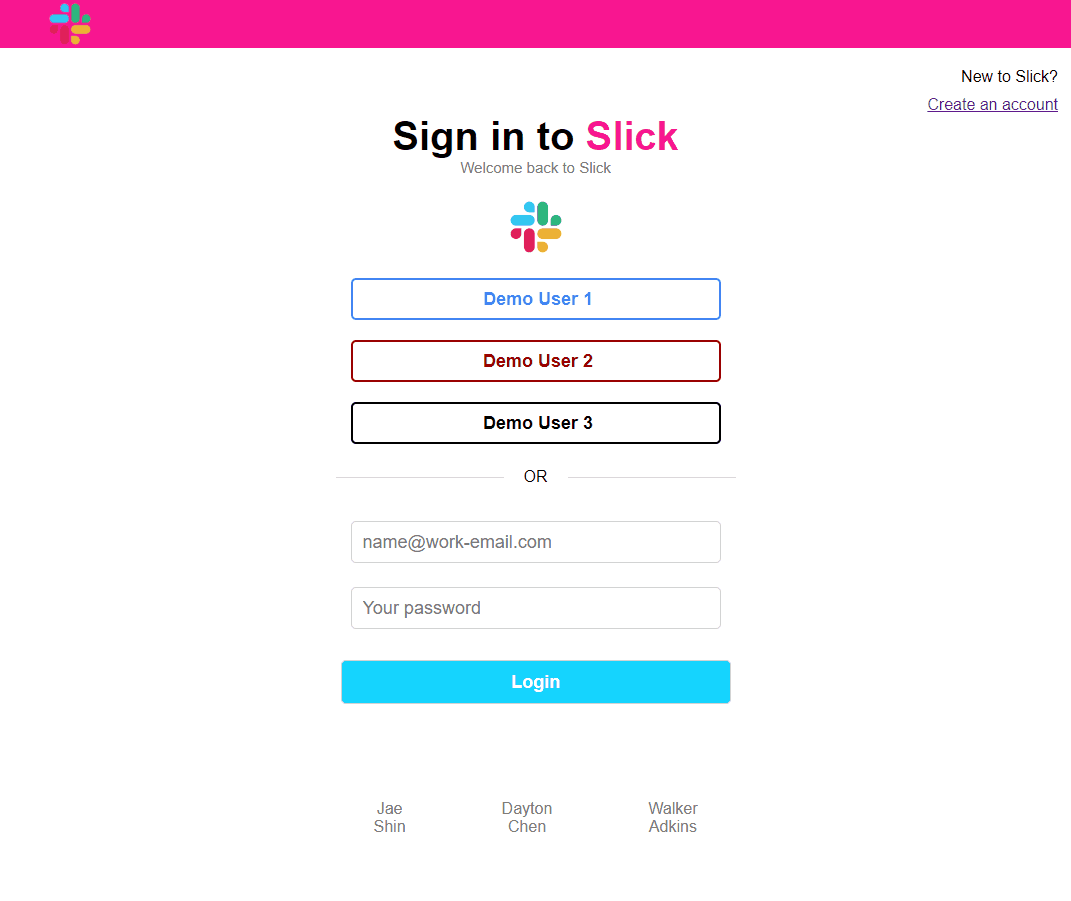 New to Slick?
Create an account
Sign in to Slick
Welcome back to Slick
Demo User 1
Demo User 2
Demo User 3
OR
name@work-email.com
Your password
Login
Jae
Shin
Dayton
Chen
Walker
Adkins